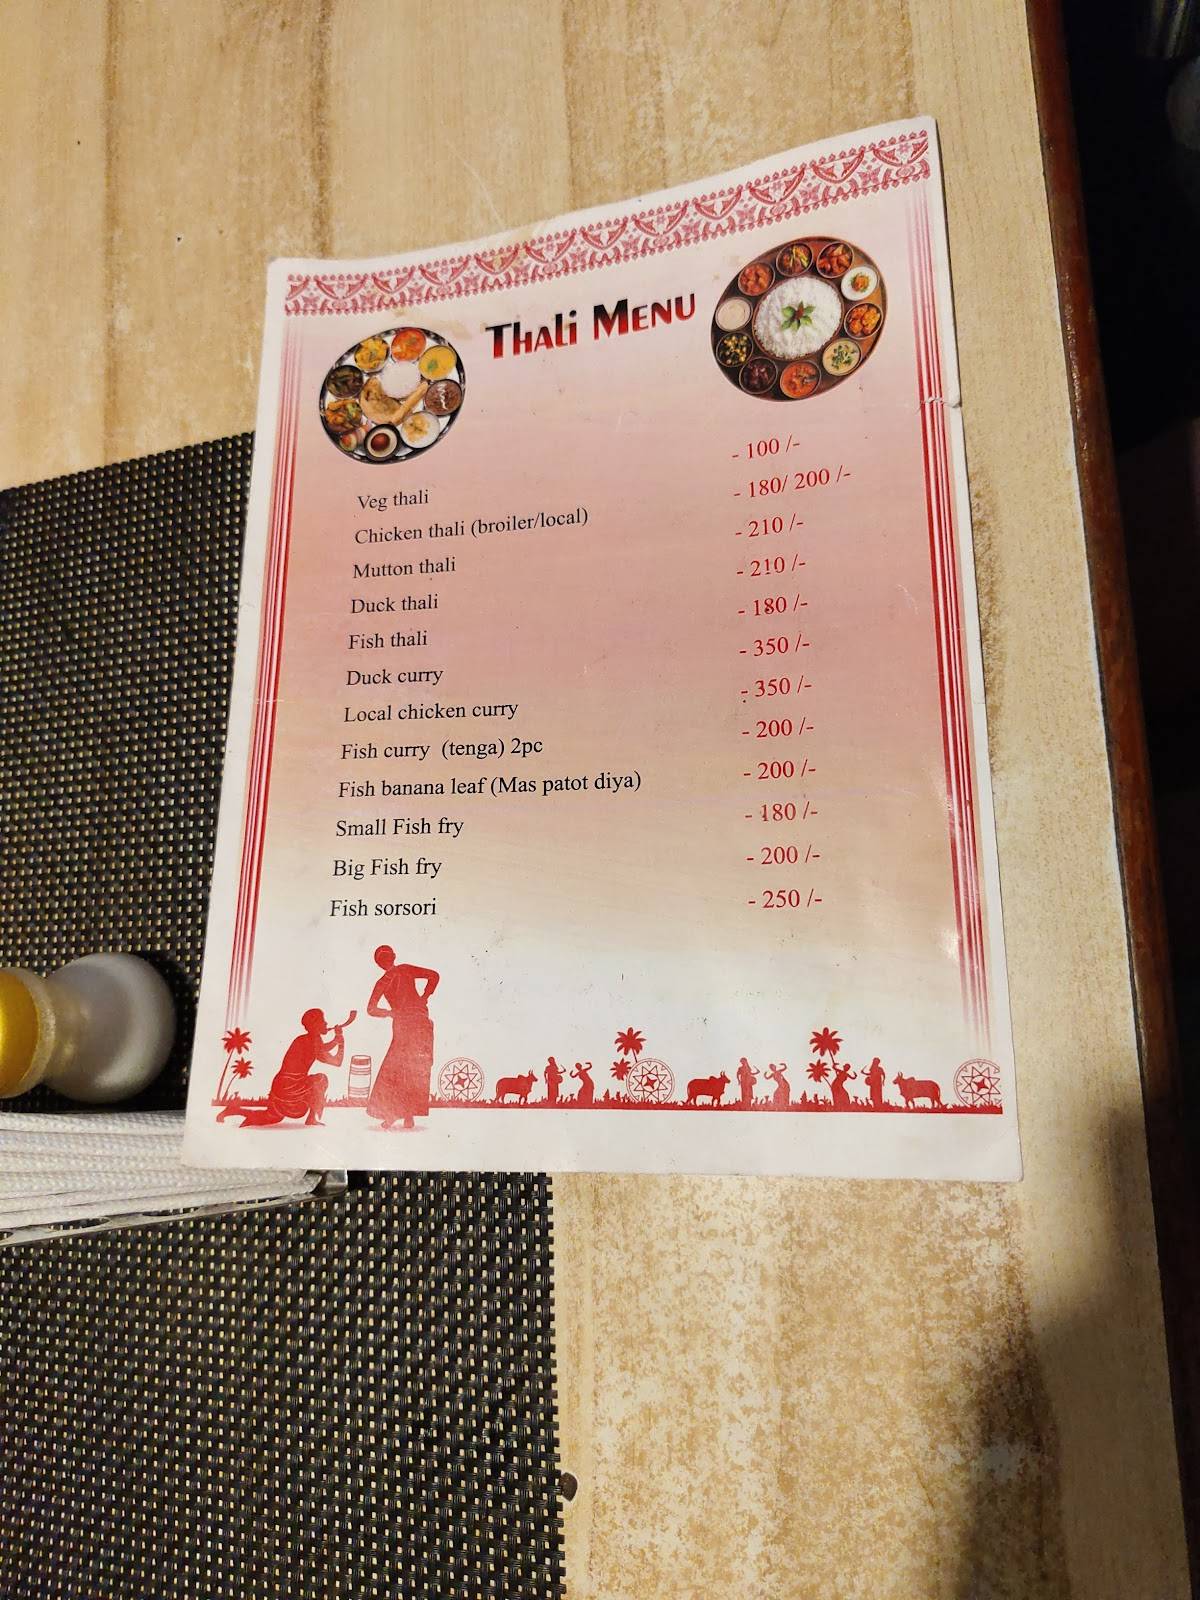 Thali Menu
Veg thali - 100 /-
Chicken thali (broiler/local) - 180/ 200 /-
Mutton thali - 210 /-
Duck thali - 210 /-
Fish thali - 180 /-
Duck curry - 350 /-
Local chicken curry - 350 /-
Fish curry (tenga) 2pc - 200 /-
Fish banana leaf (Mas patot diya) - 200 /-
Small Fish fry - 180 /-
Big Fish fry - 200 /-
Fish sorsori - 250 /-